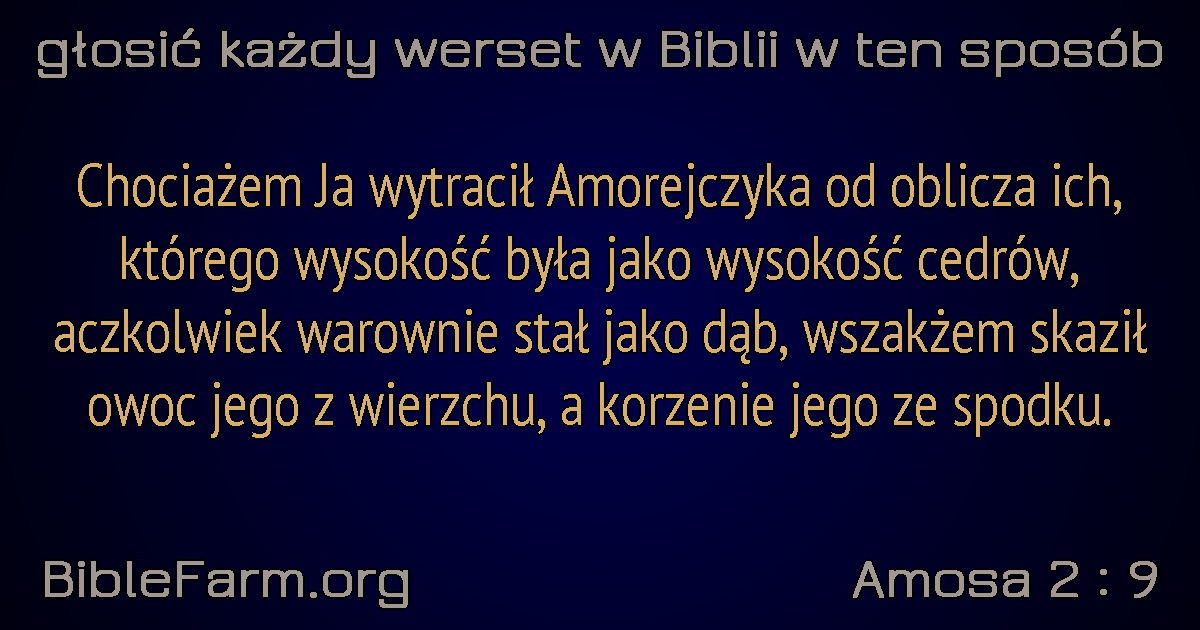 głosić każdy werset w Biblii w ten sposób
Chociażem Ja wytracił Amorejczyka od oblicza ich,
którego wysokość była jako wysokość cedrów,
aczkolwiek warownie stał jako dąb, wszakżem skaził
owoc jego z wierzchu, a korzenie jego ze spodku.
BibleFarm.org
Amosa 2 : 9